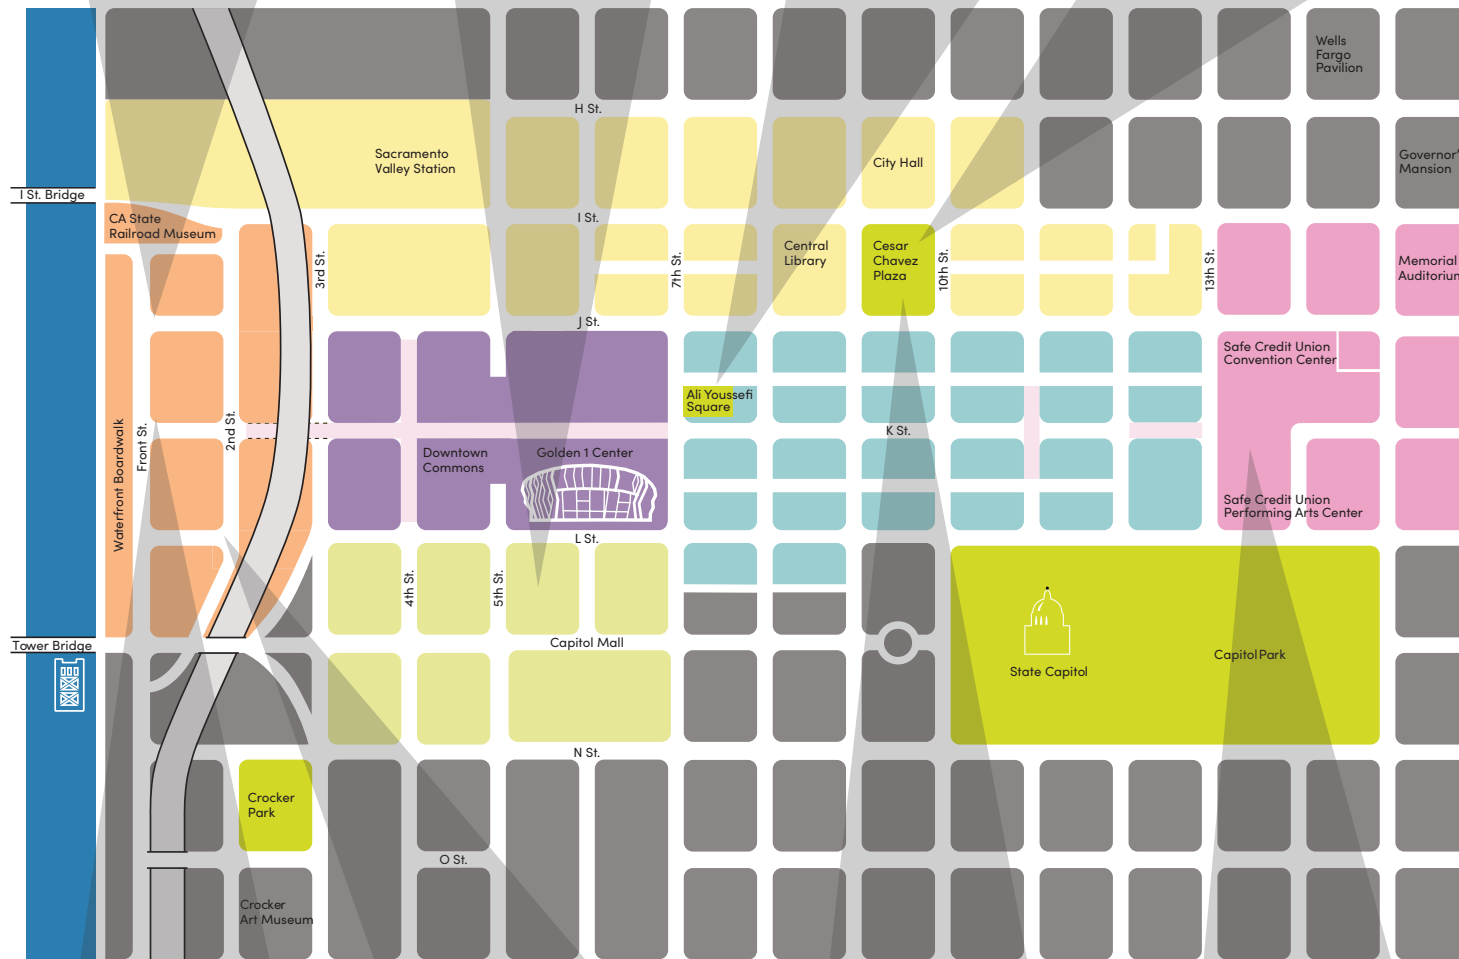 Wells
Fargo
Pavilion
H St.
Sacramento
Valley Station
City Hall
Governor'
Mansion
I St. Bridge
CA State
Railroad Museum
I St.
3rd St.
7th St.
Central
Library
Cesar
Chavez
Plaza
10th St.
13th St.
Memorial
Auditorium
J St.
Safe Credit Union
Convention Center
Ali Youssefi
Square
Waterfront Boardwalk
Front St.
2nd St.
K St.
Downtown
Commons
Golden 1 Center
Safe Credit Union
Performing Arts Center
L St.
4th St.
5th St.
Tower Bridge
Capitol Mall
State Capitol
Capitol Park
N St.
Crocker
Park
O St.
Crocker
Art Museum